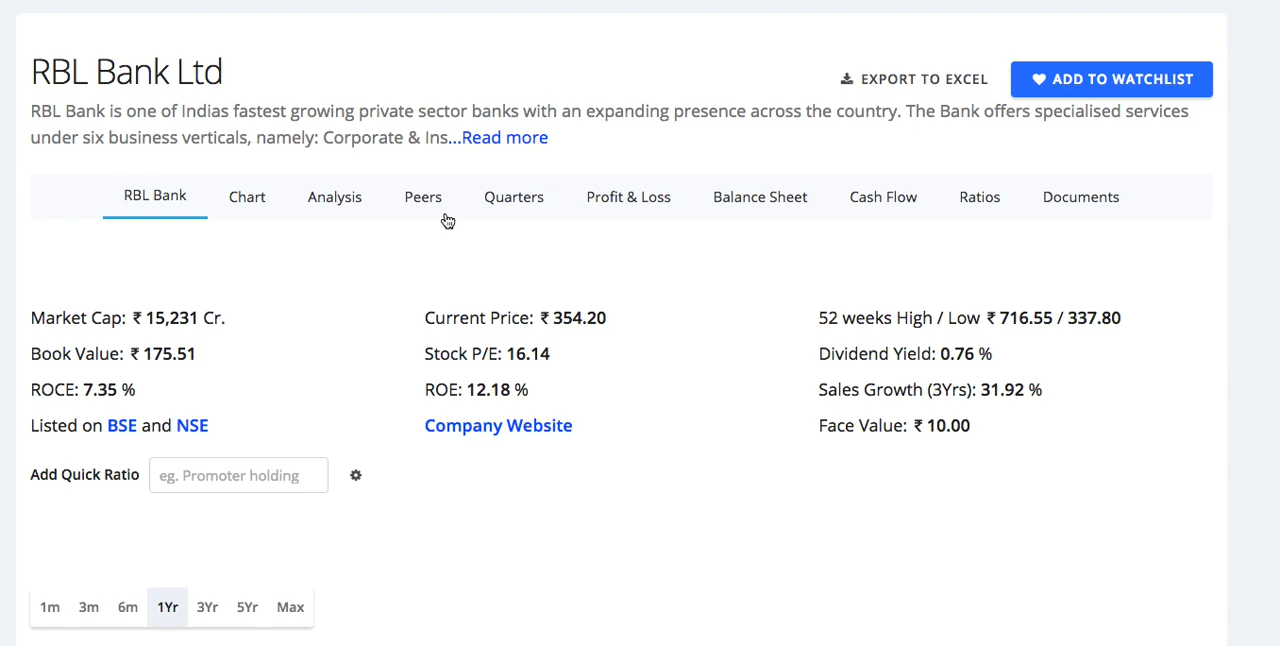 RBL Bank Ltd
EXPORT TO EXCEL
ADD TO WATCHLIST
RBL Bank is one of Indias fastest growing private sector banks with an expanding presence across the country. The Bank offers specialised services
under six business verticals, namely: Corporate & Ins...Read more
RBL Bank Chart Analysis Peers Quarters Profit & Loss Balance Sheet Cash Flow Ratios Documents
Market Cap: ₹ 15,231 Cr. Current Price: ₹ 354.20 52 weeks High / Low ₹ 716.55 / 337.80
Book Value: ₹ 175.51 Stock P/E: 16.14 Dividend Yield: 0.76 %
ROCE: 7.35 % ROE: 12.18 % Sales Growth (3Yrs): 31.92 %
Listed on BSE and NSE Company Website Face Value: ₹ 10.00
Add Quick Ratio eg. Promoter holding
1m 3m 6m 1Yr 3Yr 5Yr Max